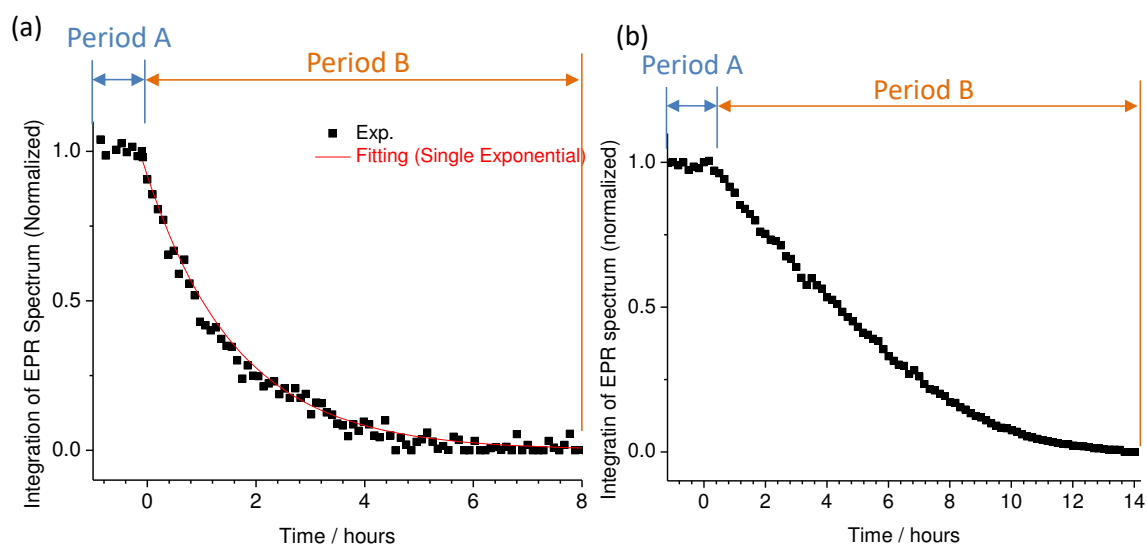 (a)
Period A
Period B
Exp.
Fitting (Single Exponential)
Integration of EPR Spectrum (Normalized)
1.0
0.5
0.0
0 2 4 6 8
Time / hours
(b)
Period A
Period B
Integratin of EPR spectrum (normalized)
1.0
0.5
0.0
0 2 4 6 8 10 12 14
Time / hours